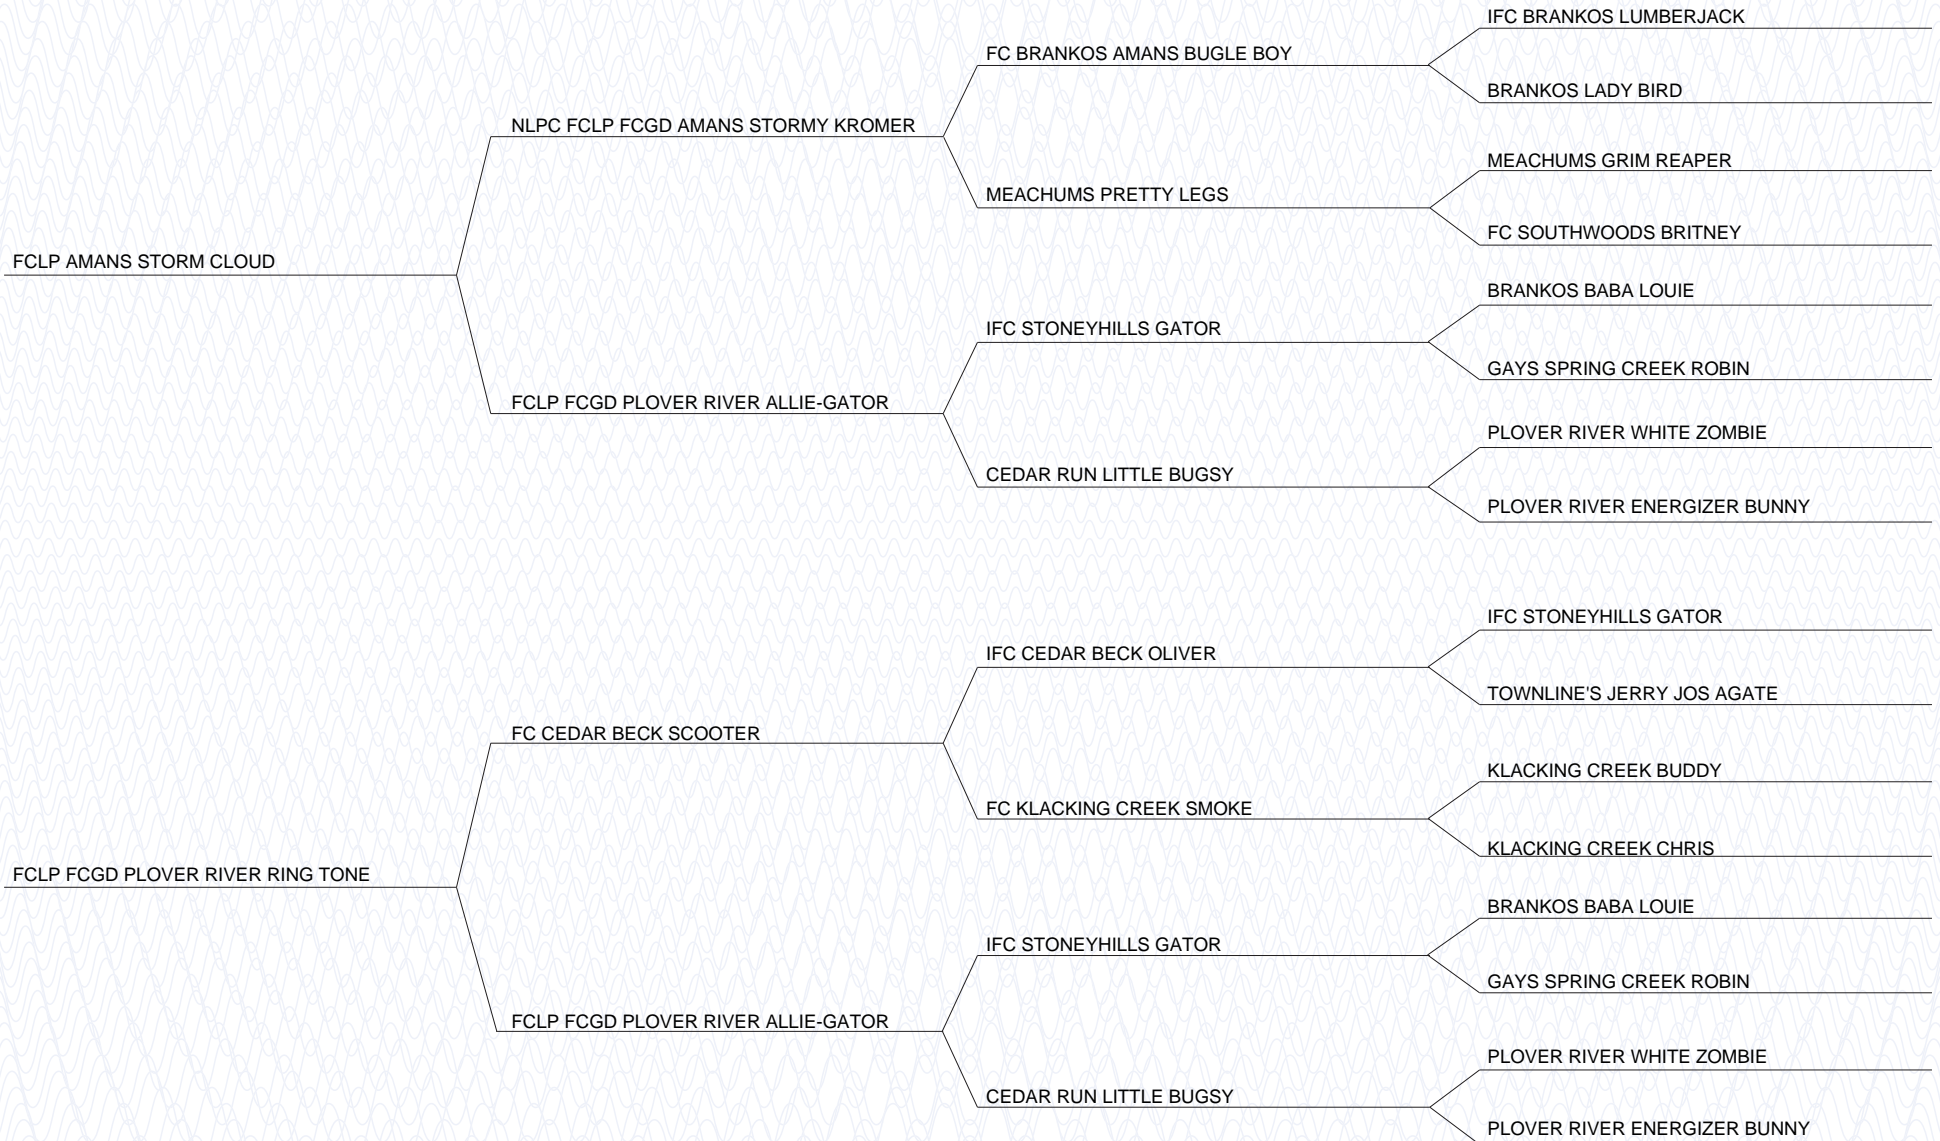 IFC BRANKOS LUMBERJACK
FC BRANKOS AMANS BUGLE BOY
BRANKOS LADY BIRD
NLPC FCLP FCGD AMANS STORMY KROMER
MEACHUMS GRIM REAPER
MEACHUMS PRETTY LEGS
FC SOUTHWOODS BRITNEY
FCLP AMANS STORM CLOUD
BRANKOS BABA LOUIE
IFC STONEYHILLS GATOR
GAYS SPRING CREEK ROBIN
FCLP FCGD PLOVER RIVER ALLIE-GATOR
PLOVER RIVER WHITE ZOMBIE
CEDAR RUN LITTLE BUGSY
PLOVER RIVER ENERGIZER BUNNY
IFC STONEYHILLS GATOR
IFC CEDAR BECK OLIVER
TOWNLINE'S JERRY JOS AGATE
FC CEDAR BECK SCOOTER
KLACKING CREEK BUDDY
FC KLACKING CREEK SMOKE
KLACKING CREEK CHRIS
FCLP FCGD PLOVER RIVER RING TONE
BRANKOS BABA LOUIE
IFC STONEYHILLS GATOR
GAYS SPRING CREEK ROBIN
FCLP FCGD PLOVER RIVER ALLIE-GATOR
PLOVER RIVER WHITE ZOMBIE
CEDAR RUN LITTLE BUGSY
PLOVER RIVER ENERGIZER BUNNY